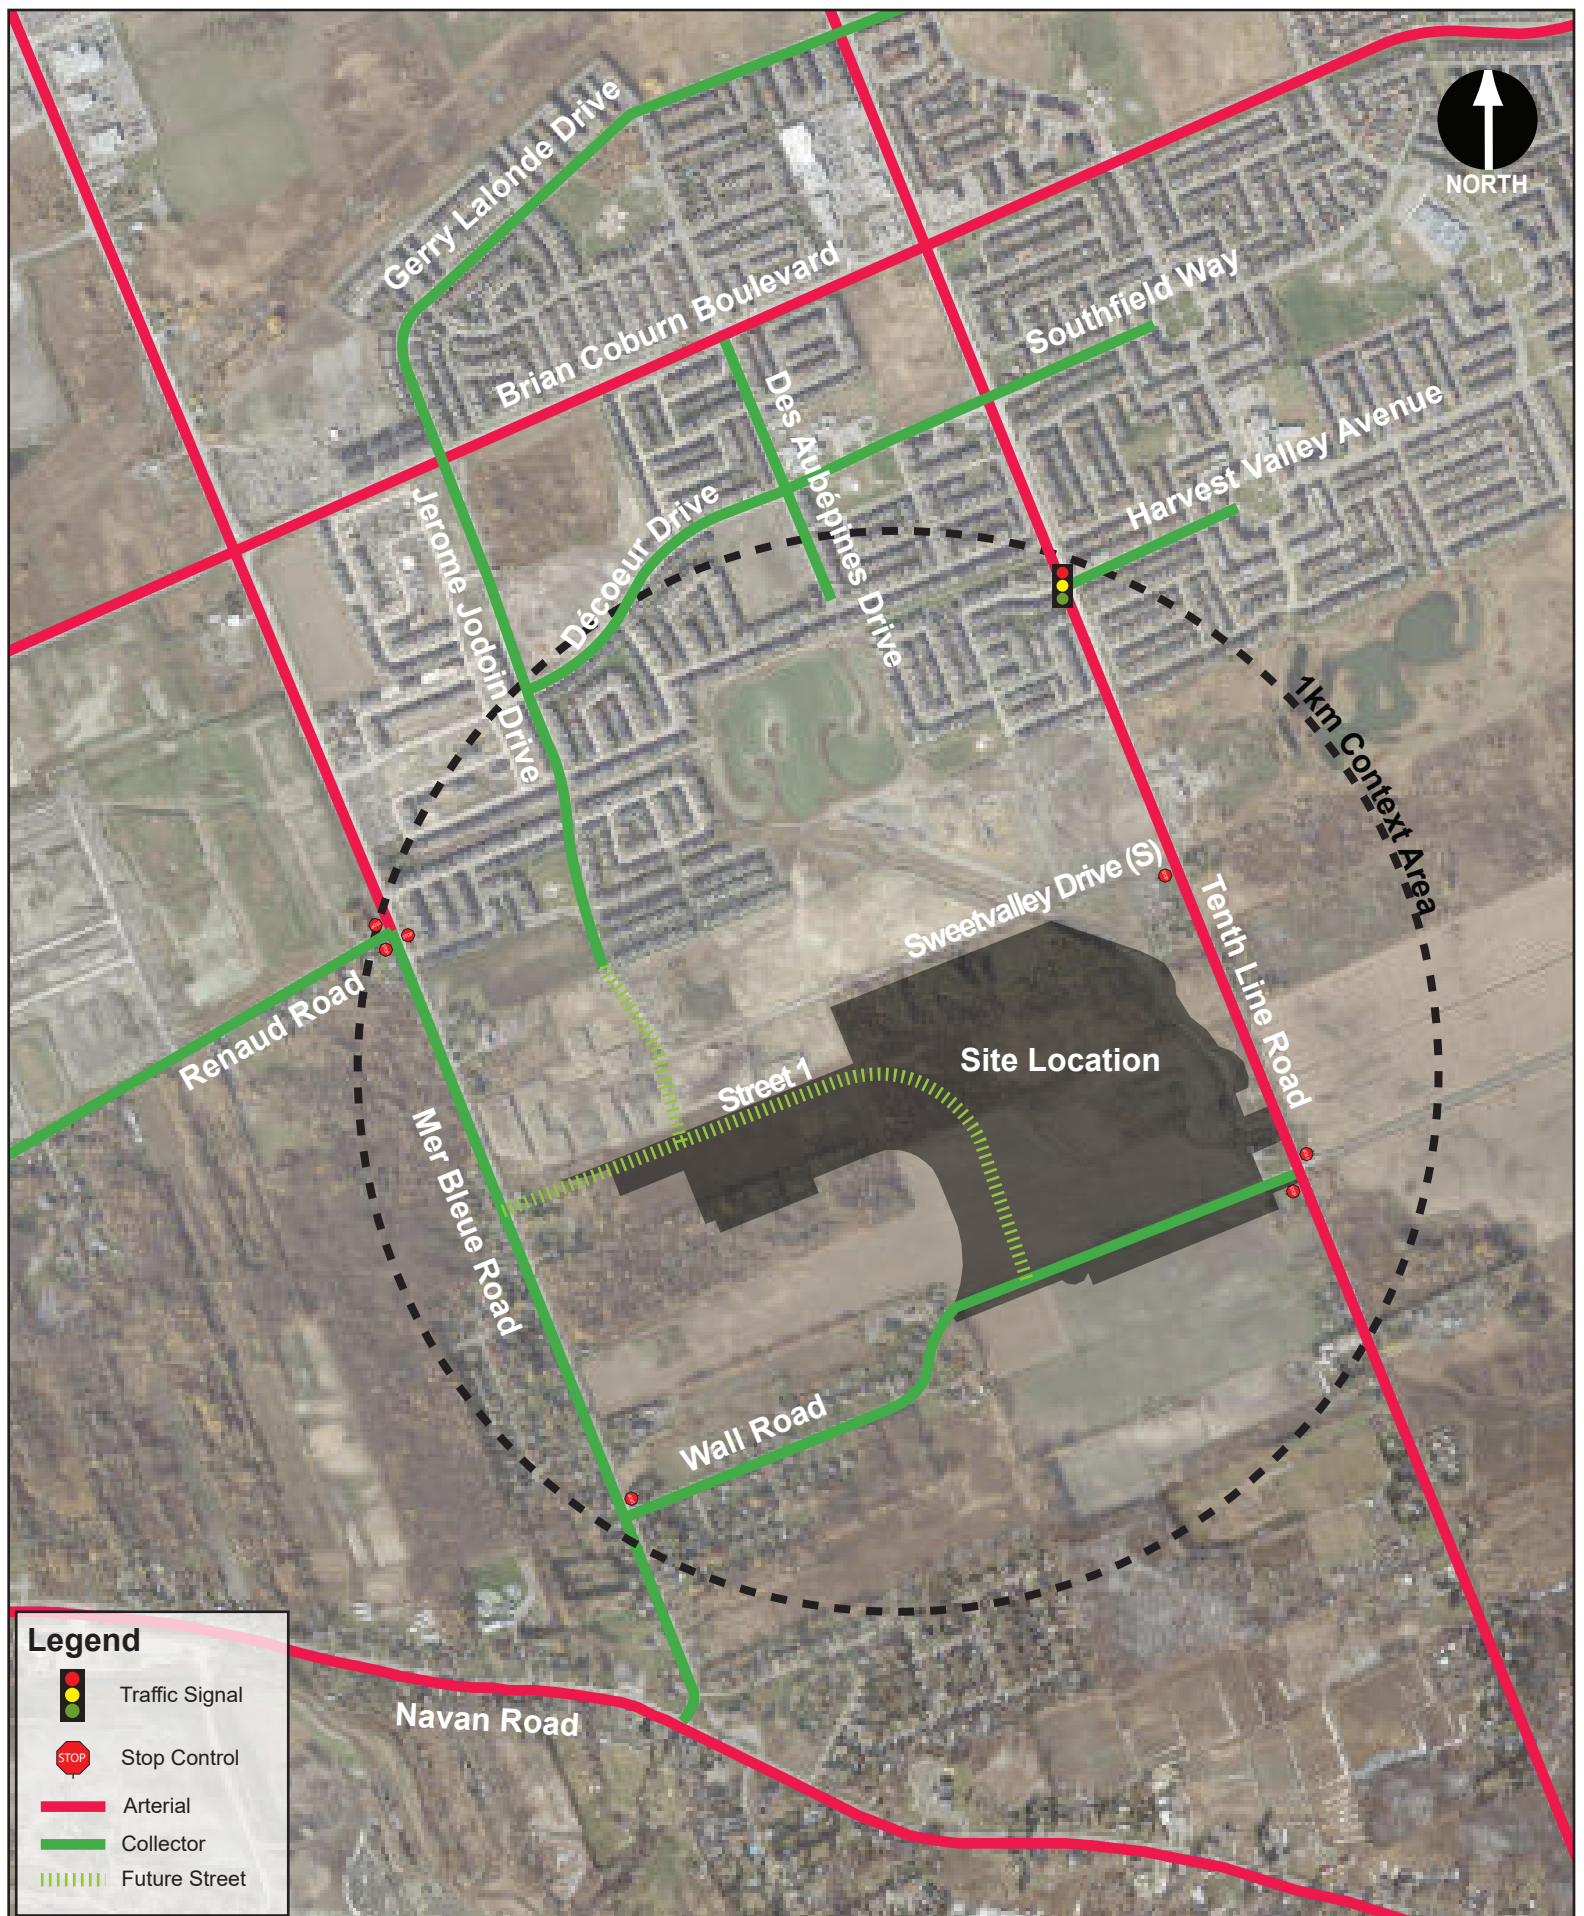 Gerry Lalonde Drive
NORTH
Brian Coburn Boulevard
Southfield Way
Des Aubépines Drive
Harvest Valley Avenue
Jerome Jodoin Drive
Décoeur Drive
1km Context Area
Sweetvalley Drive (S)
Tenth Line Road
Renaud Road
Site Location
Street 1
Mer Bleue Road
Wall Road
Navan Road
Legend
Traffic Signal
STOP
Stop Control
Arterial
Collector
Future Street